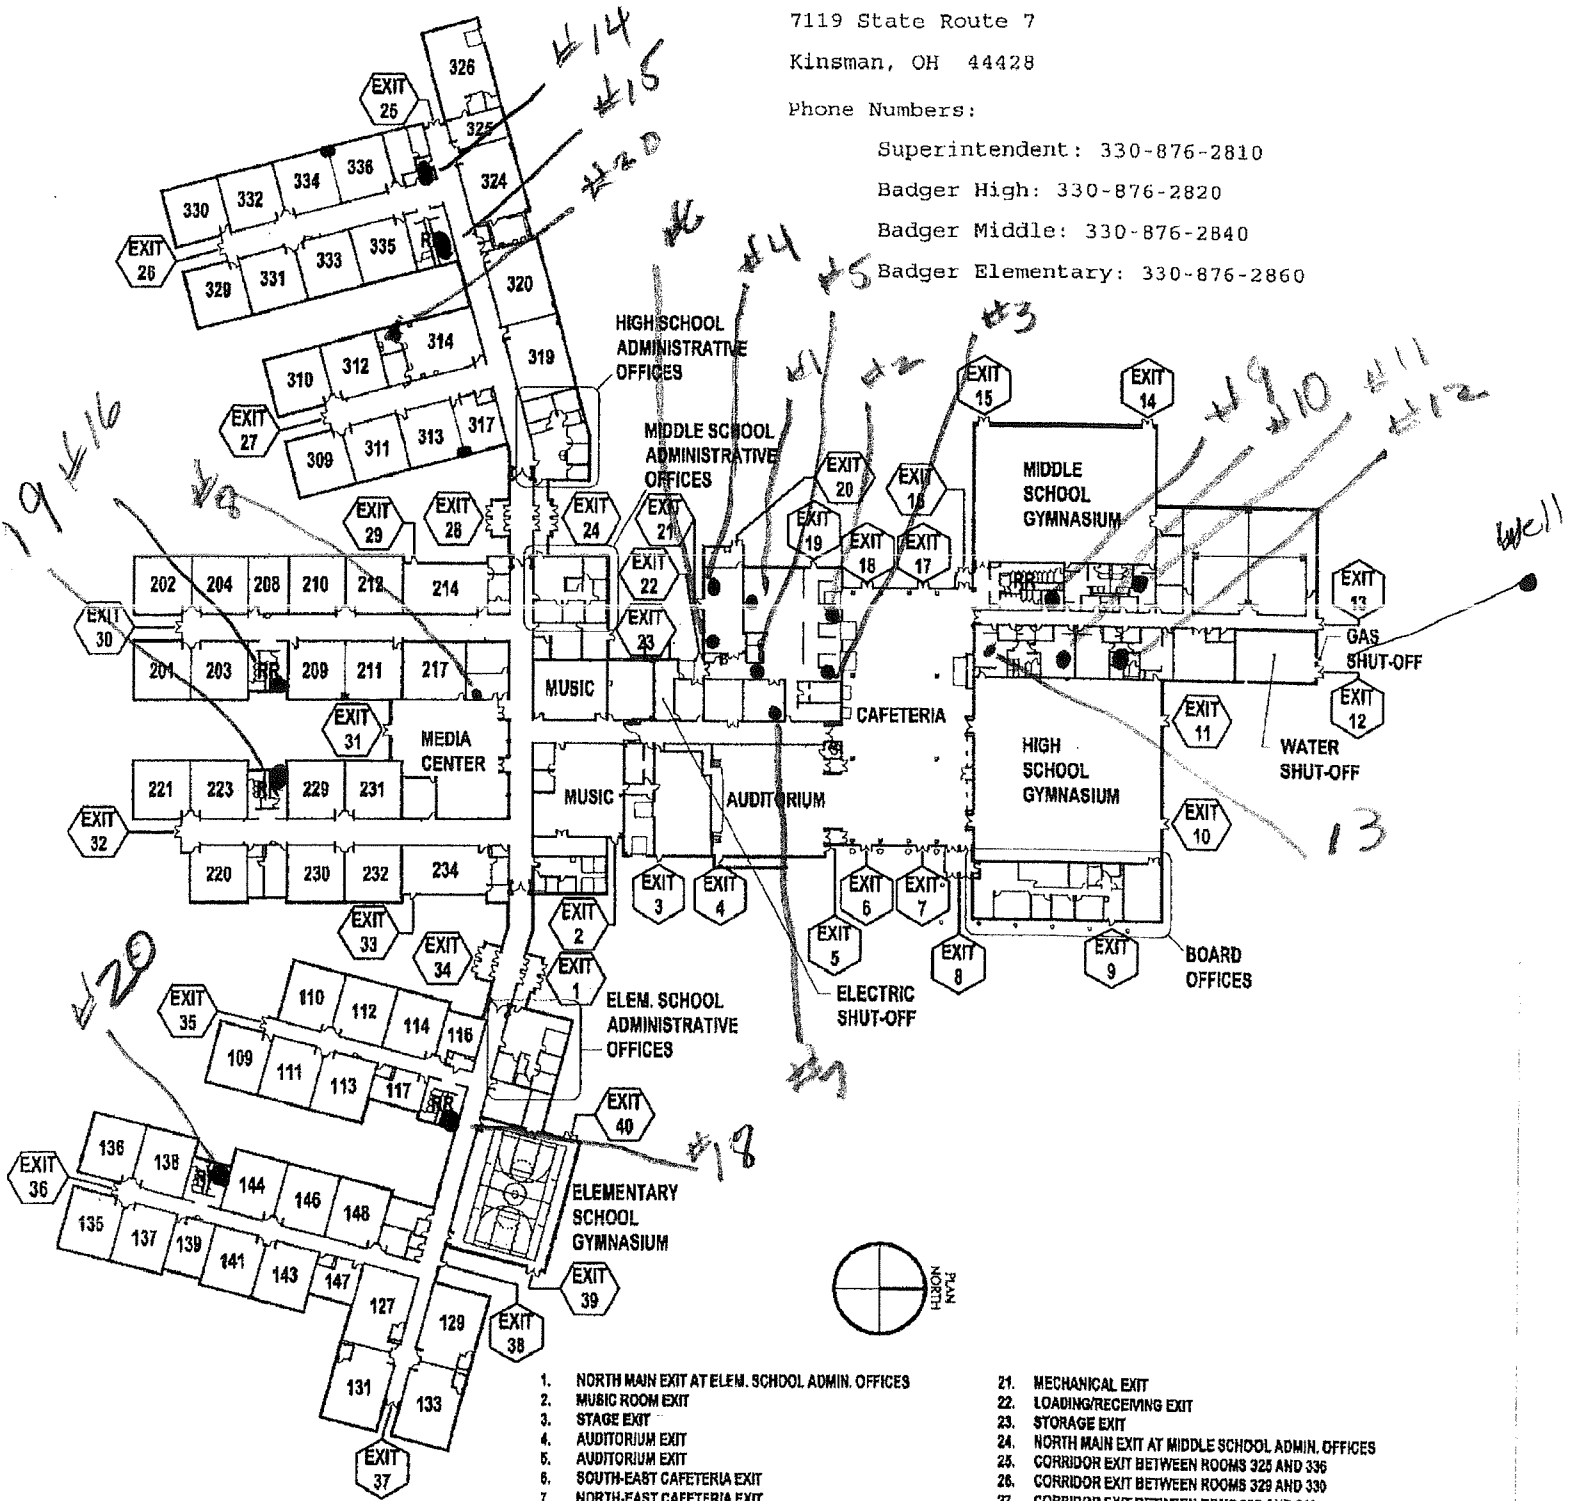 7119 State Route 7
Kinsman, OH 44428
Phone Numbers:
Superintendent: 330-876-2810
Badger High: 330-876-2820
Badger Middle: 330-876-2840
Badger Elementary: 330-876-2860
#14
#15
#20
#6
#4
#5
#3
#1
#2
#9
#10
#11
#12
Well
#16
#8
19
13
#7
#20
#18
326
EXIT 25
325
336
334
332
330
324
EXIT 26
335
333
331
329
320
314
312
310
319
EXIT 27
317
313
311
309
HIGH SCHOOL
ADMINISTRATIVE
OFFICES
MIDDLE SCHOOL
ADMINISTRATIVE
OFFICES
EXIT 15
EXIT 14
EXIT 29
EXIT 28
EXIT 24
EXIT 21
EXIT 20
EXIT 16
EXIT 22
EXIT 19
EXIT 18
EXIT 17
EXIT 23
MIDDLE
SCHOOL
GYMNASIUM
EXIT 13
202
204
208
210
212
214
RR
EXIT 30
GAS
SHUT-OFF
201
203
RR
209
211
217
MUSIC
CAFETERIA
EXIT 12
EXIT 31
MEDIA
CENTER
EXIT 11
WATER
SHUT-OFF
HIGH
SCHOOL
GYMNASIUM
221
223
RR
229
231
MUSIC
AUDITORIUM
EXIT 32
EXIT 10
220
230
232
234
EXIT 33
EXIT 34
EXIT 2
EXIT 1
EXIT 3
EXIT 4
EXIT 5
EXIT 6
EXIT 7
EXIT 8
EXIT 9
BOARD
OFFICES
ELECTRIC
SHUT-OFF
EXIT 35
110
112
114
116
109
111
113
117
RR
ELEM. SCHOOL
ADMINISTRATIVE
OFFICES
EXIT 40
136
138
144
146
148
EXIT 36
135
137
139
141
143
147
127
129
131
133
ELEMENTARY
SCHOOL
GYMNASIUM
EXIT 39
EXIT 38
EXIT 37
PLAN
NORTH
1. NORTH MAIN EXIT AT ELEM. SCHOOL ADMIN. OFFICES
2. MUSIC ROOM EXIT
3. STAGE EXIT
4. AUDITORIUM EXIT
5. AUDITORIUM EXIT
6. SOUTH-EAST CAFETERIA EXIT
7. NORTH-EAST CAFETERIA EXIT
21. MECHANICAL EXIT
22. LOADING/RECEIVING EXIT
23. STORAGE EXIT
24. NORTH MAIN EXIT AT MIDDLE SCHOOL ADMIN. OFFICES
25. CORRIDOR EXIT BETWEEN ROOMS 325 AND 336
26. CORRIDOR EXIT BETWEEN ROOMS 329 AND 330